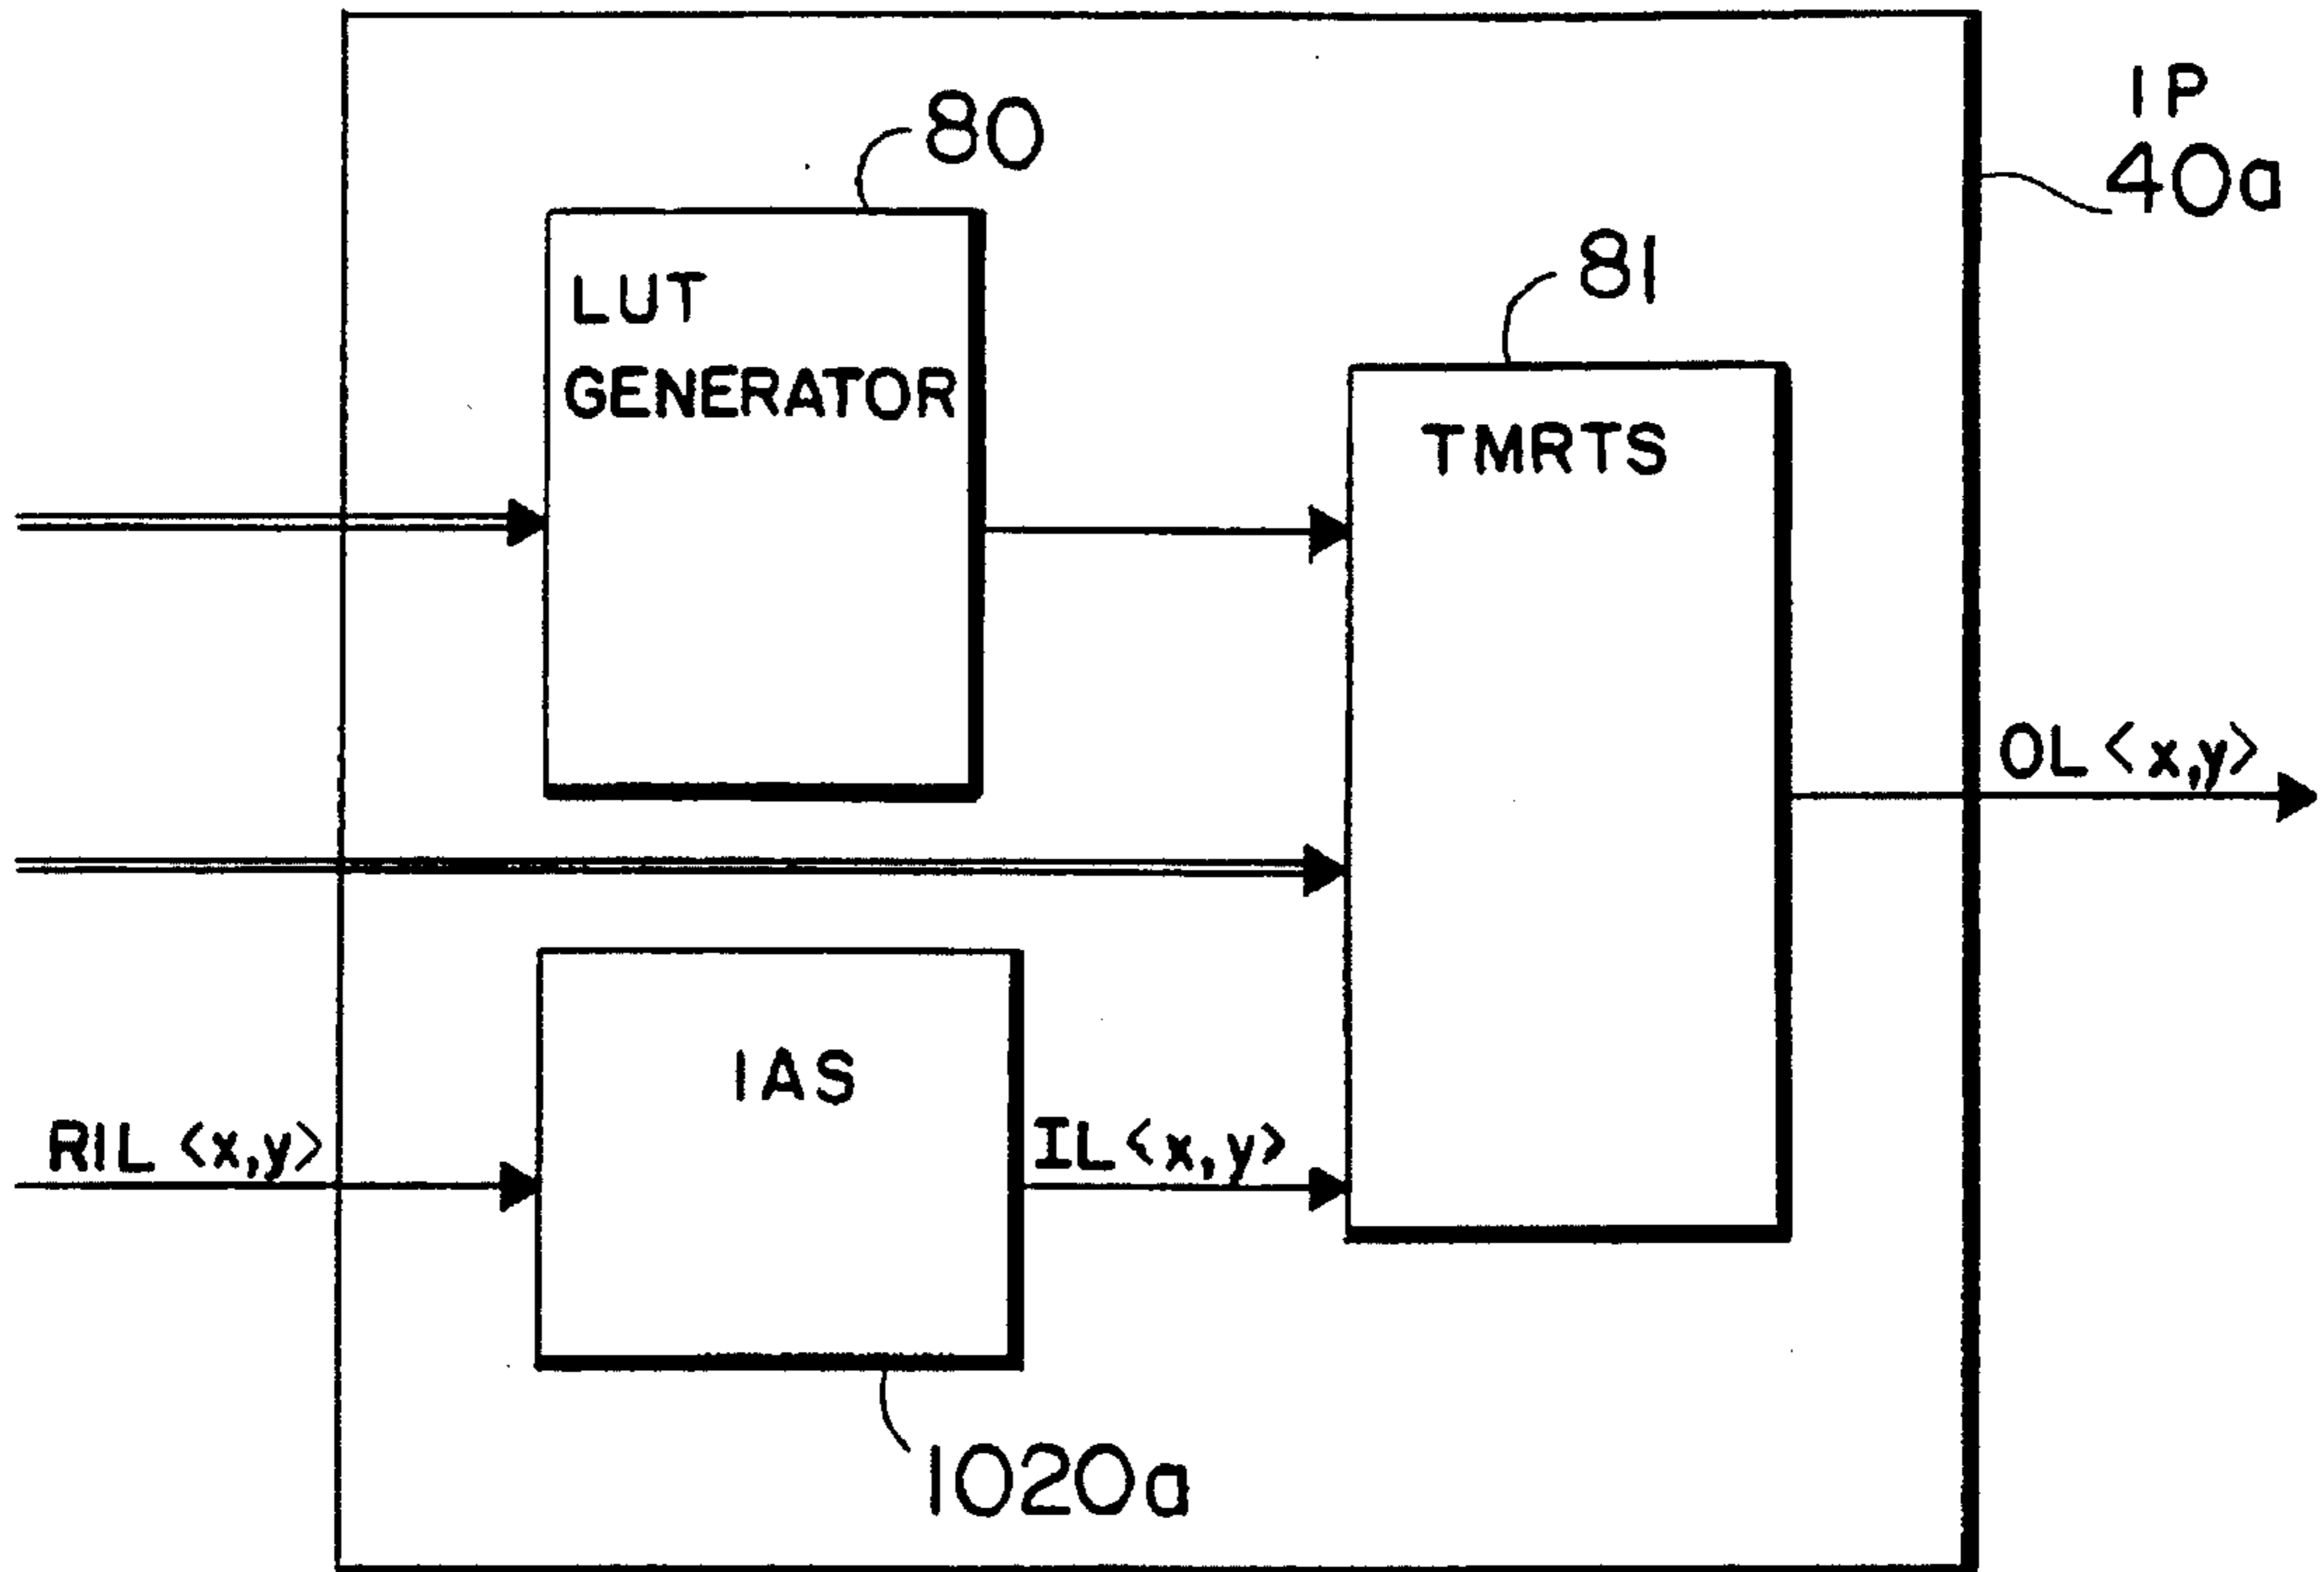 IP
40a
80
LUT
GENERATOR
81
TMRTS
OL<x,y>
IAS
RIL<x,y>
IL<x,y>
1020a